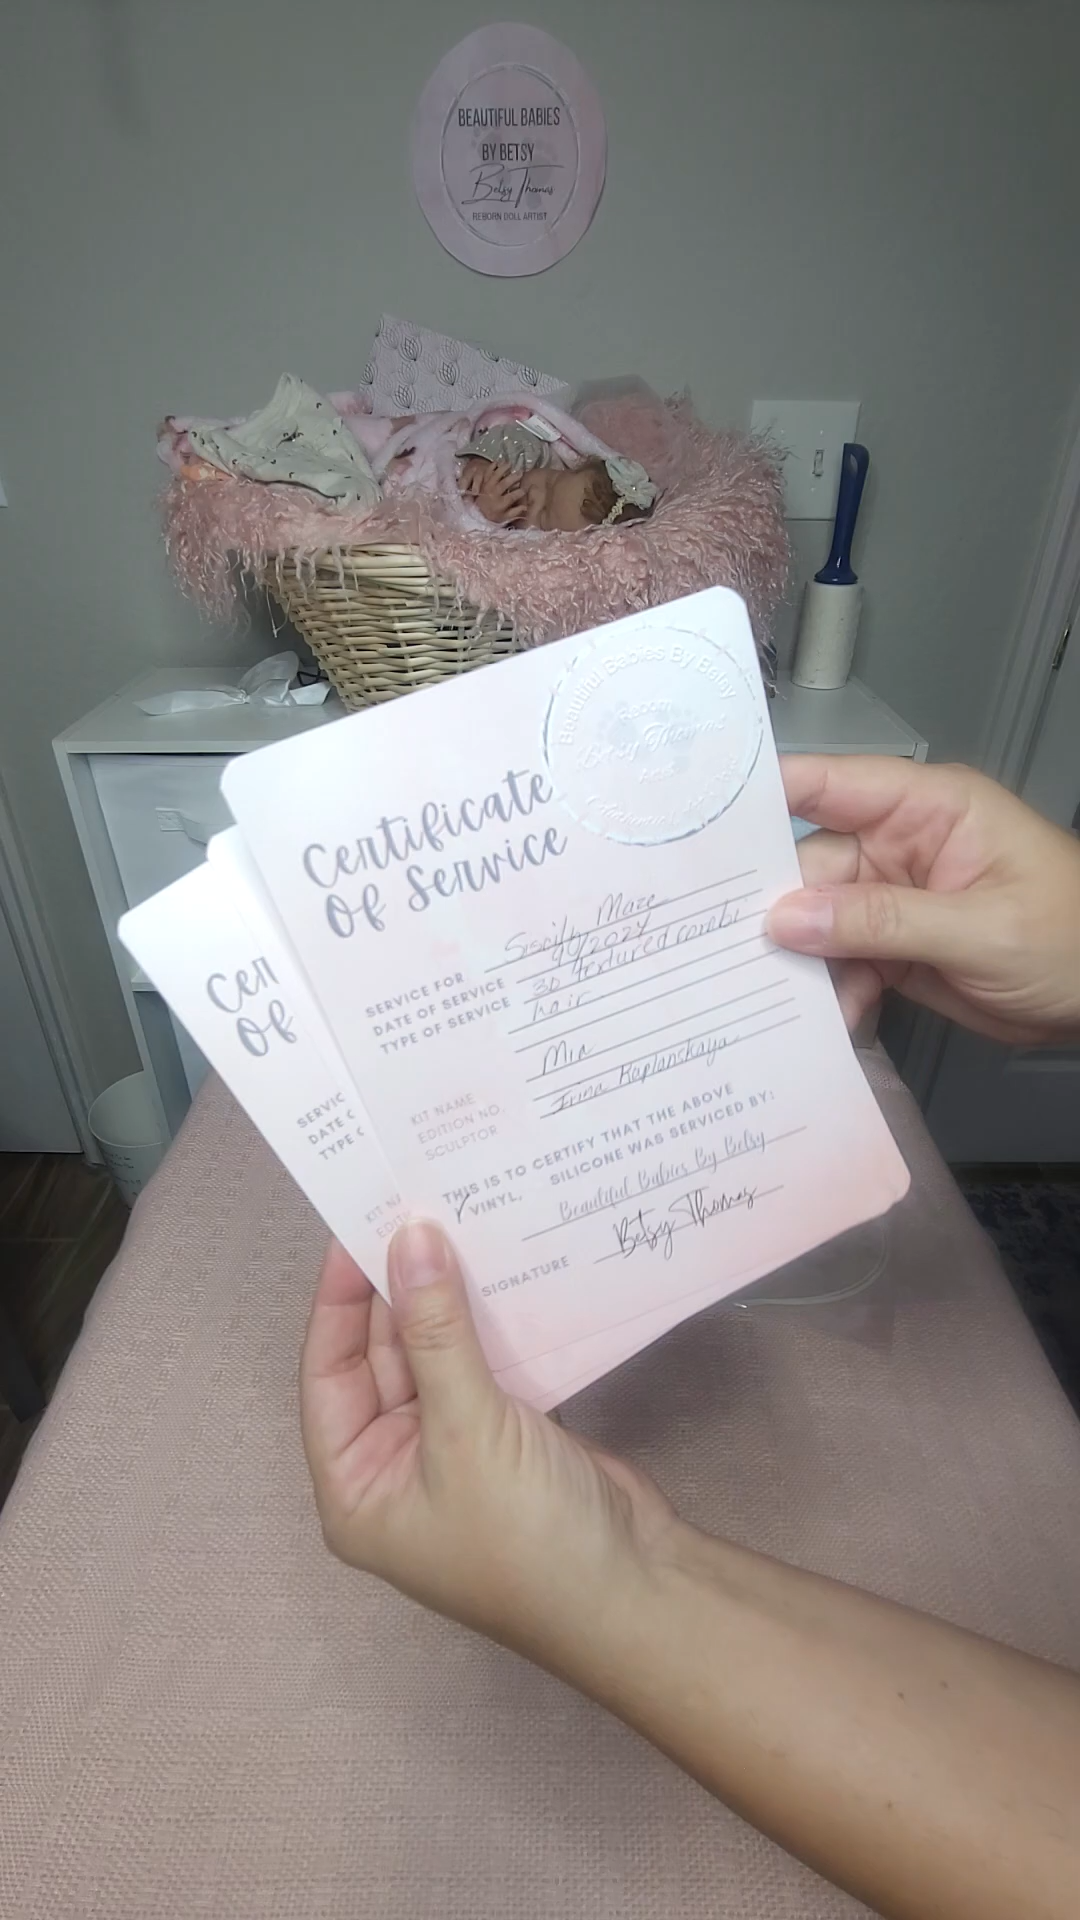 BEAUTIFUL BABIES
BY BETSY
Betsy Thomas
REBORN DOLL ARTIST
Beautiful Babies By Betsy
Reborn
Betsy Thomas
Artist
Certificate
Of Service
SERVICE FOR Maze
DATE OF SERVICE /2024
TYPE OF SERVICE 3D textured combi
hair
KIT NAME Mia
EDITION NO.
SCULPTOR Irina Kaplanskaya
THIS IS TO CERTIFY THAT THE ABOVE
✓ VINYL, SILICONE WAS SERVICED BY:
Beautiful Babies By Betsy
SIGNATURE Betsy Thomas
Cer
Of
SERVIC
DATE
TYPE
KIT
EDITI